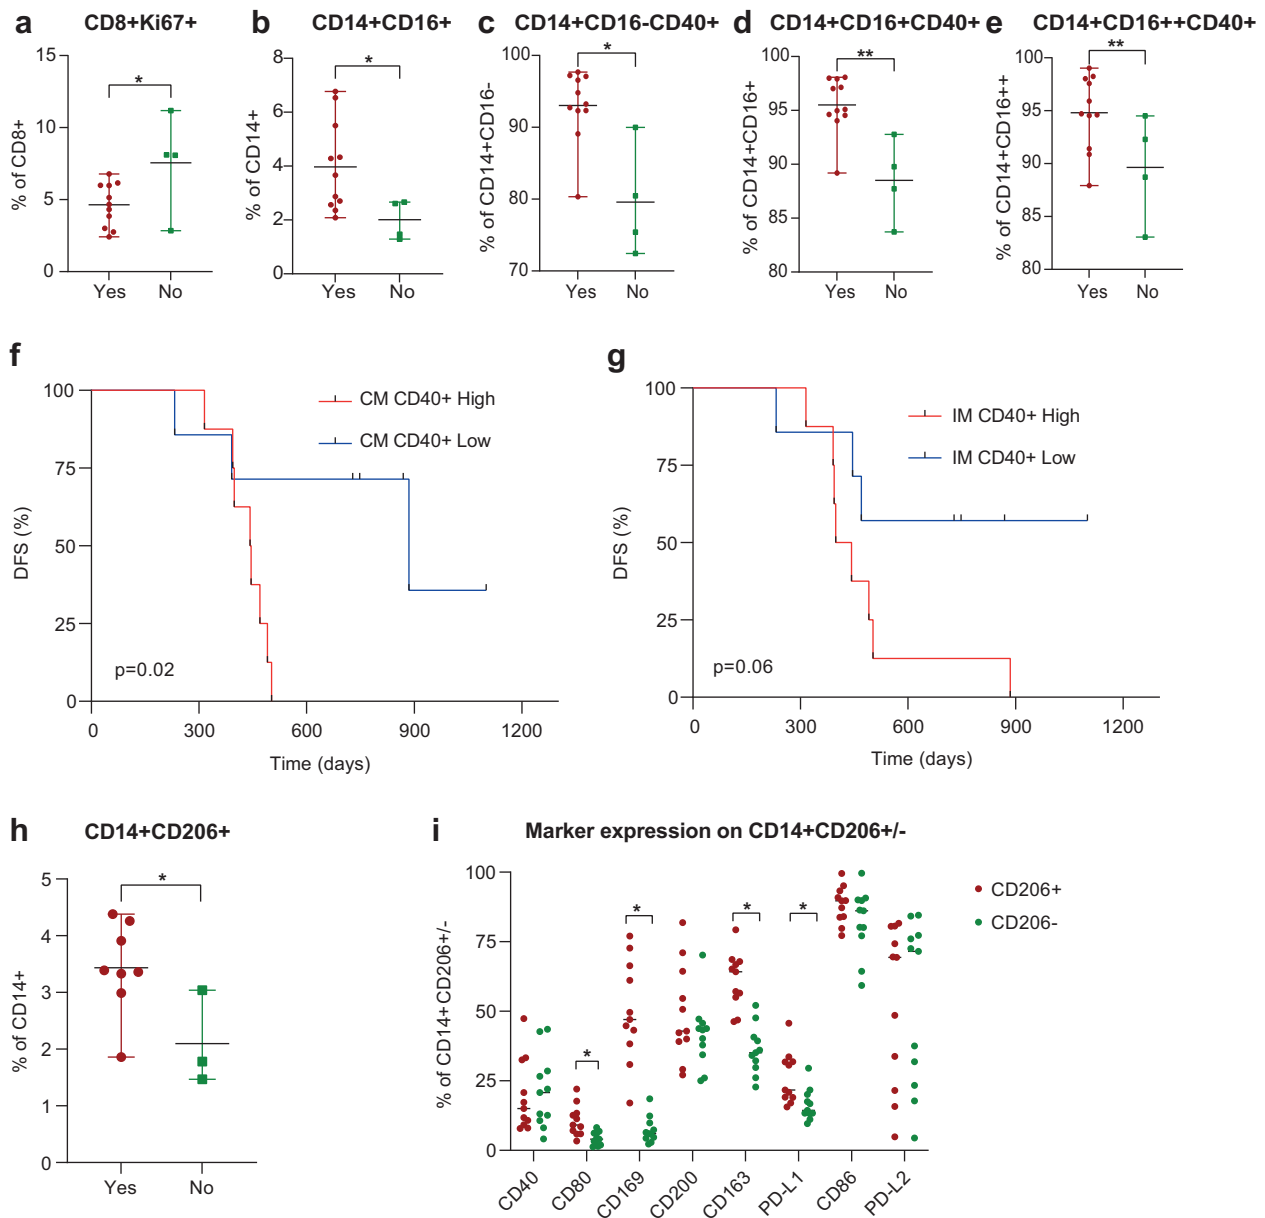 a CD8+Ki67+
b CD14+CD16+
c CD14+CD16-CD40+
d CD14+CD16+CD40+
e CD14+CD16++CD40+
% of CD8+
15
10
5
0
*
Yes No
% of CD14+
8
6
4
2
0
*
Yes No
% of CD14+CD16-
100
90
80
70
*
Yes No
% of CD14+CD16+
100
95
90
85
80
**
Yes No
% of CD14+CD16++
100
95
90
85
80
**
Yes No
f
DFS (%)
100
75
50
25
0
CM CD40+ High
CM CD40+ Low
p=0.02
0 300 600 900 1200
Time (days)
g
DFS (%)
100
75
50
25
0
IM CD40+ High
IM CD40+ Low
p=0.06
0 300 600 900 1200
Time (days)
h CD14+CD206+
% of CD14+
5
4
3
2
1
0
*
Yes No
i Marker expression on CD14+CD206+/-
% of CD14+CD206+/-
100
75
50
25
0
*
*
*
*
CD206+
CD206-
CD40 CD80 CD169 CD200 CD163 PD-L1 CD86 PD-L2